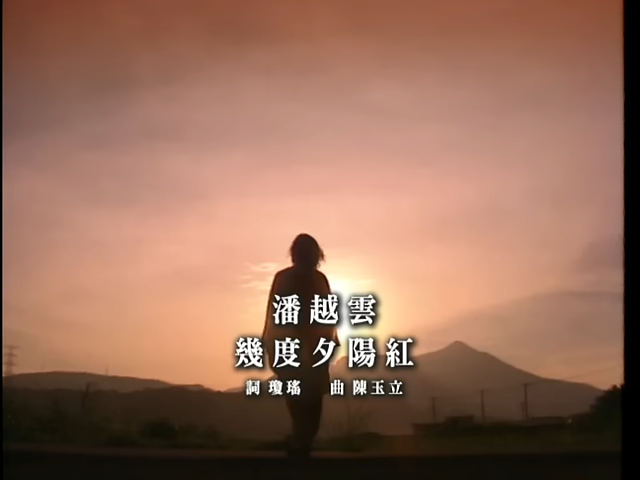 潘越雲
幾度夕陽紅
詞 瓊瑤 曲 陳玉立